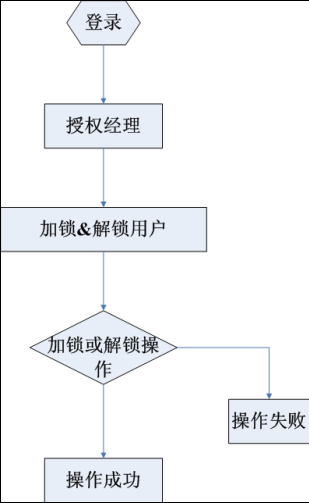 登录
授权经理
加锁&解锁用户
加锁或解锁操
作
操作失败
操作成功